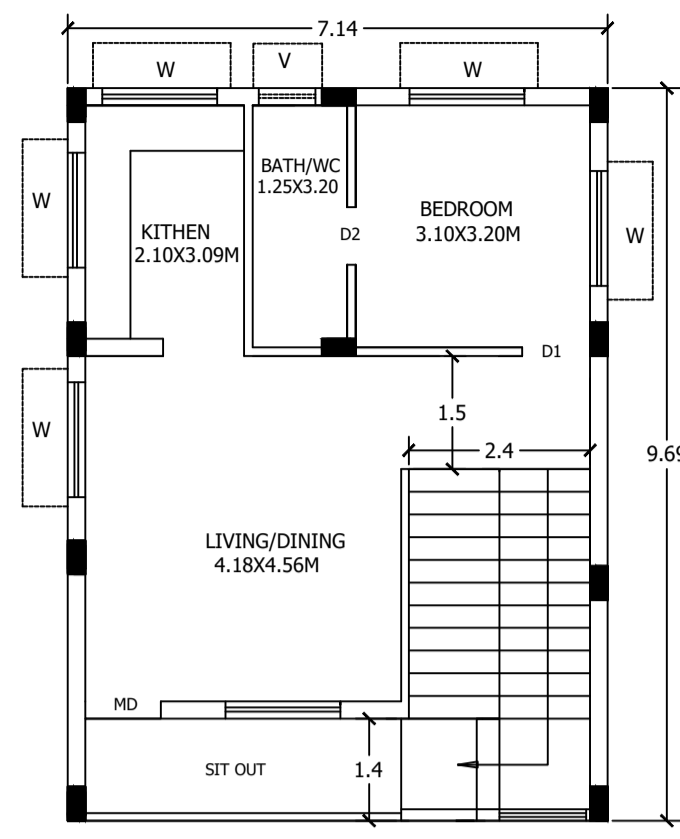 7.14
W
V
W
BATH/WC
1.25X3.20
W
BEDROOM
3.10X3.20M
KITHEN
2.10X3.09M
D2
W
D1
1.5
W
2.4
9.69
LIVING/DINING
4.18X4.56M
MD
SIT OUT
1.4